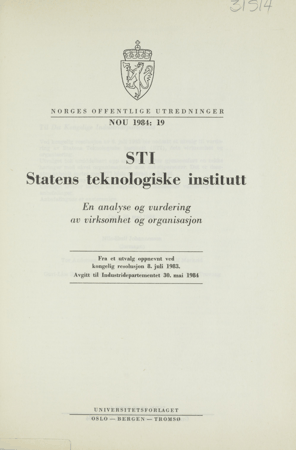 31514
NORGES OFFENTLIGE UTREDNINGER
NOU 1984: 19
STI
Statens teknologiske institutt
En analyse og vurdering
av virksomhet og organisasjon
Fra et utvalg oppnevnt ved
kongelig resolusjon 8. juli 1983.
Avgitt til Industridepartementet 30. mai 1984
UNIVERSITETSFORLAGET
OSLO — BERGEN — TROMSØ